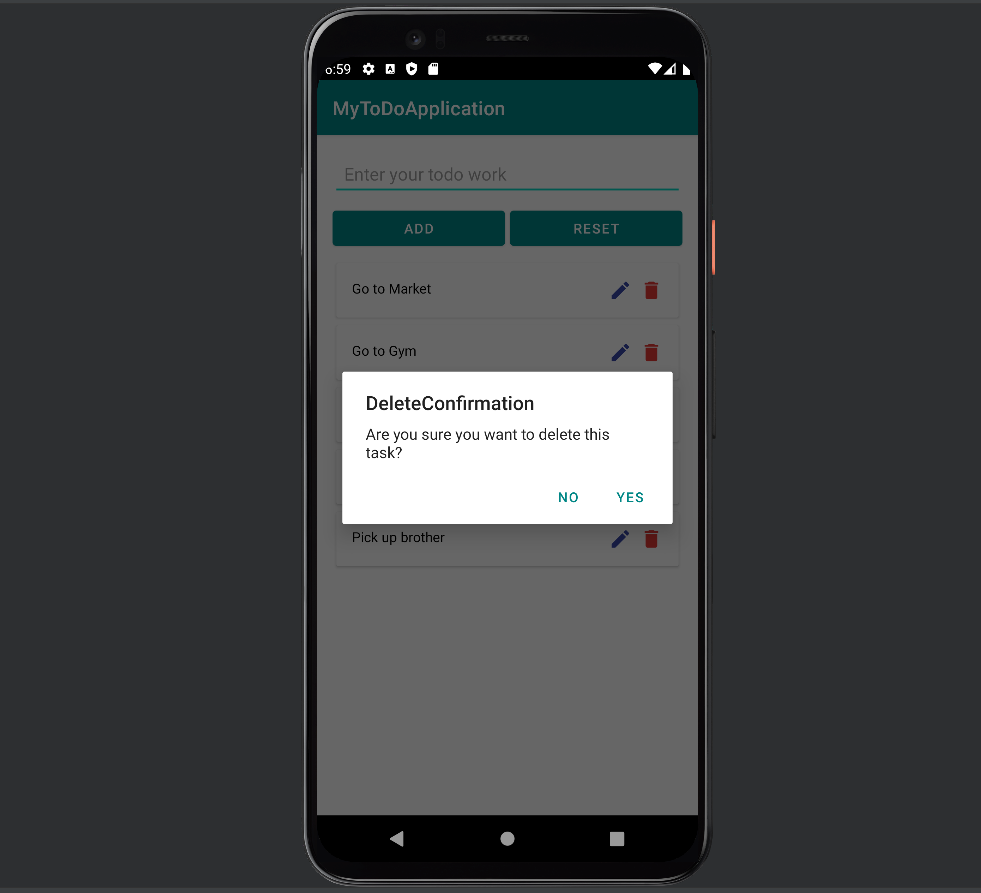 6:59
MyToDoApplication
Enter your todo work
ADD RESET
Go to Market
Go to Gym
DeleteConfirmation
Are you sure you want to delete this
task?
NO YES
Pick up brother